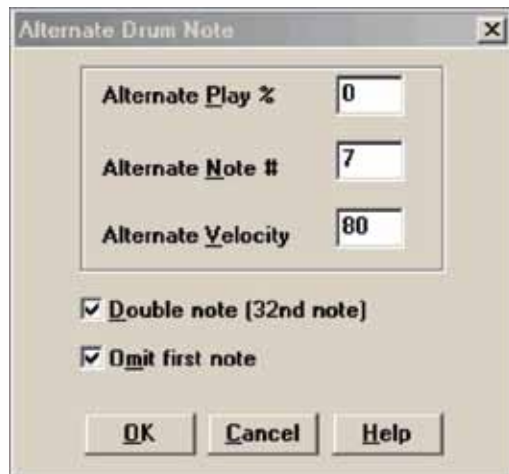 Alternate Drum Note
Alternate Play % 0
Alternate Note # 7
Alternate Velocity 80
Double note (32nd note)
Omit first note
OK Cancel Help